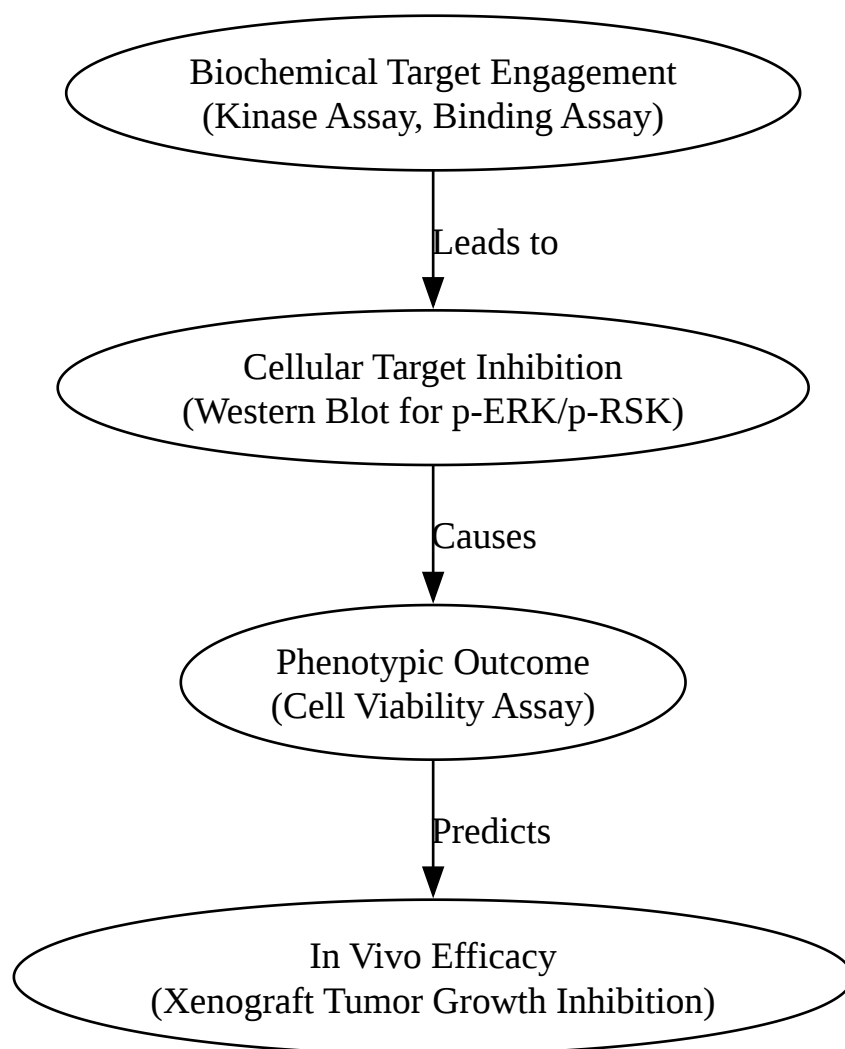 Biochemical Target Engagement
(Kinase Assay, Binding Assay)
Leads to
Cellular Target Inhibition
(Western Blot for p-ERK/p-RSK)
Causes
Phenotypic Outcome
(Cell Viability Assay)
Predicts
In Vivo Efficacy
(Xenograft Tumor Growth Inhibition)